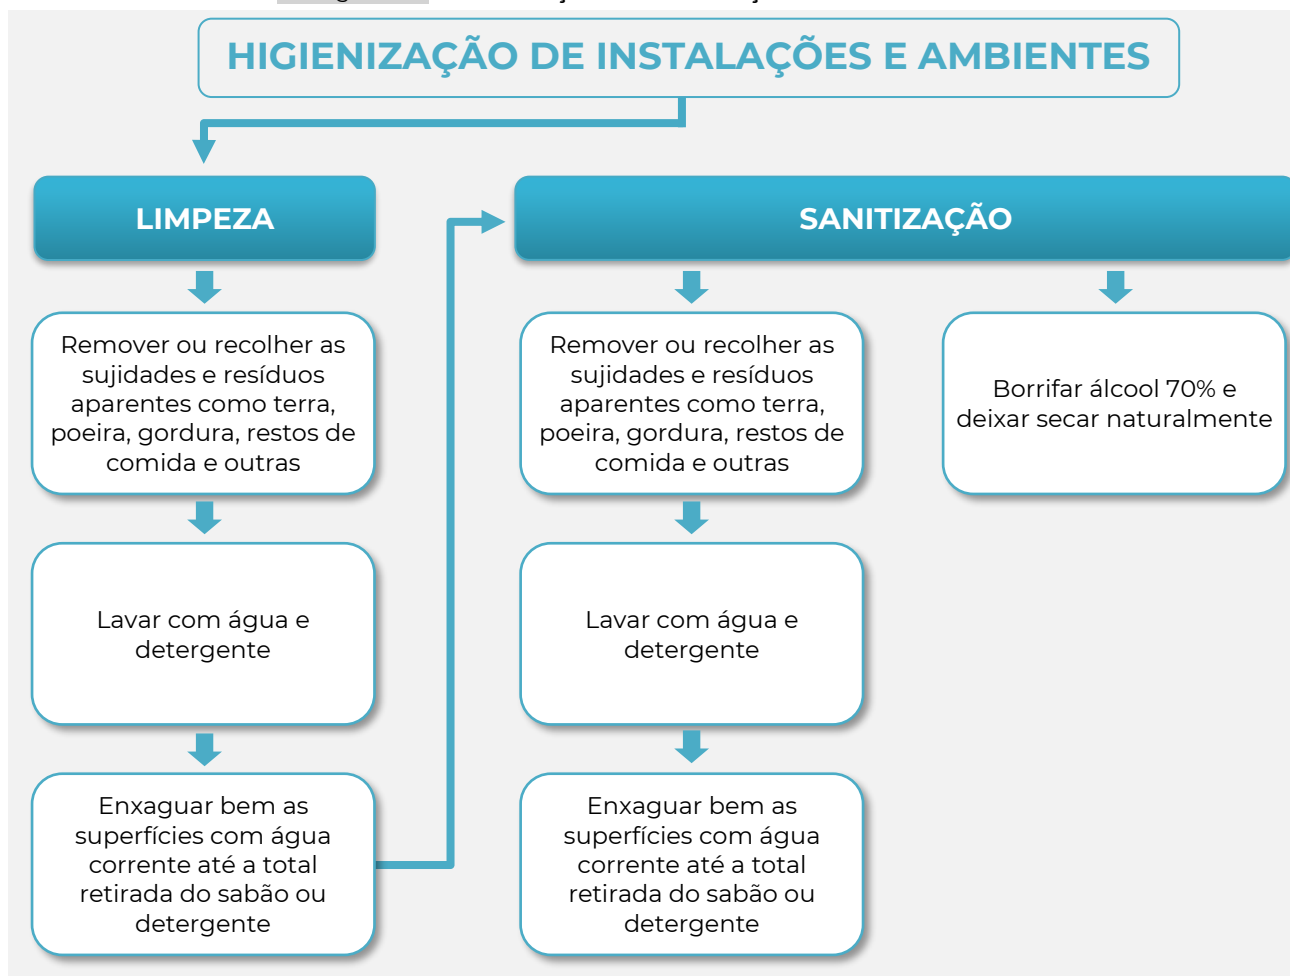 HIGIENIZAÇÃO DE INSTALAÇÕES E AMBIENTES
LIMPEZA
Remover ou recolher as
sujidades e resíduos
aparentes como terra,
poeira, gordura, restos de
comida e outras
Lavar com água e
detergente
Enxaguar bem as
superfícies com água
corrente até a total
retirada do sabão ou
detergente
SANITIZAÇÃO
Remover ou recolher as
sujidades e resíduos
aparentes como terra,
poeira, gordura, restos de
comida e outras
Lavar com água e
detergente
Enxaguar bem as
superfícies com água
corrente até a total
retirada do sabão ou
detergente
Borrifar álcool 70% e
deixar secar naturalmente